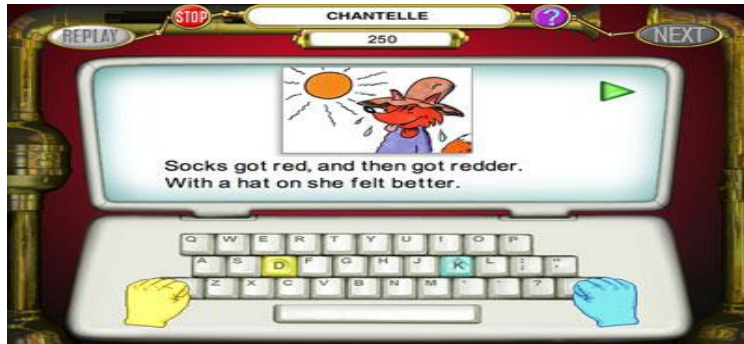 STOP
CHANTELLE
?
REPLAY
250
NEXT
Socks got red, and then got redder.
With a hat on she felt better.
Q W E R T Y U I O P
A S D F G H J K L ; "
Z X C V B N M ?